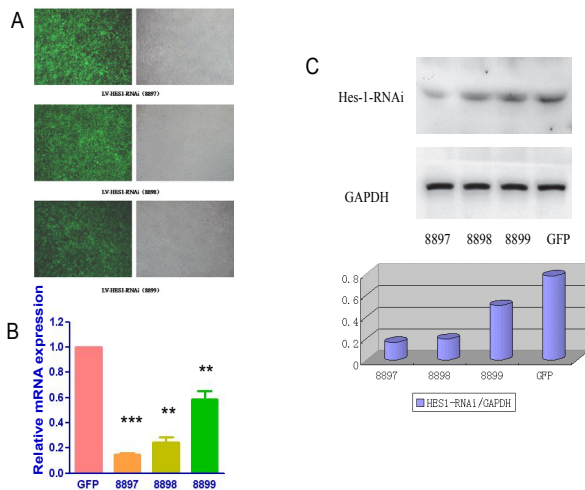 A
LV-HES1-RNAi (8897)
LV-HES1-RNAi (8898)
LV-HES1-RNAi (8899)
B
Relative mRNA expression
1.2
1.0
0.8
0.6
0.4
0.2
0.0
***
**
**
GFP 8897 8898 8899
C
Hes-1-RNAi
GAPDH
8897 8898 8899 GFP
0.8
0.6
0.4
0.2
0
8897 8898 8899 GFP
HES1-RNAi/GAPDH